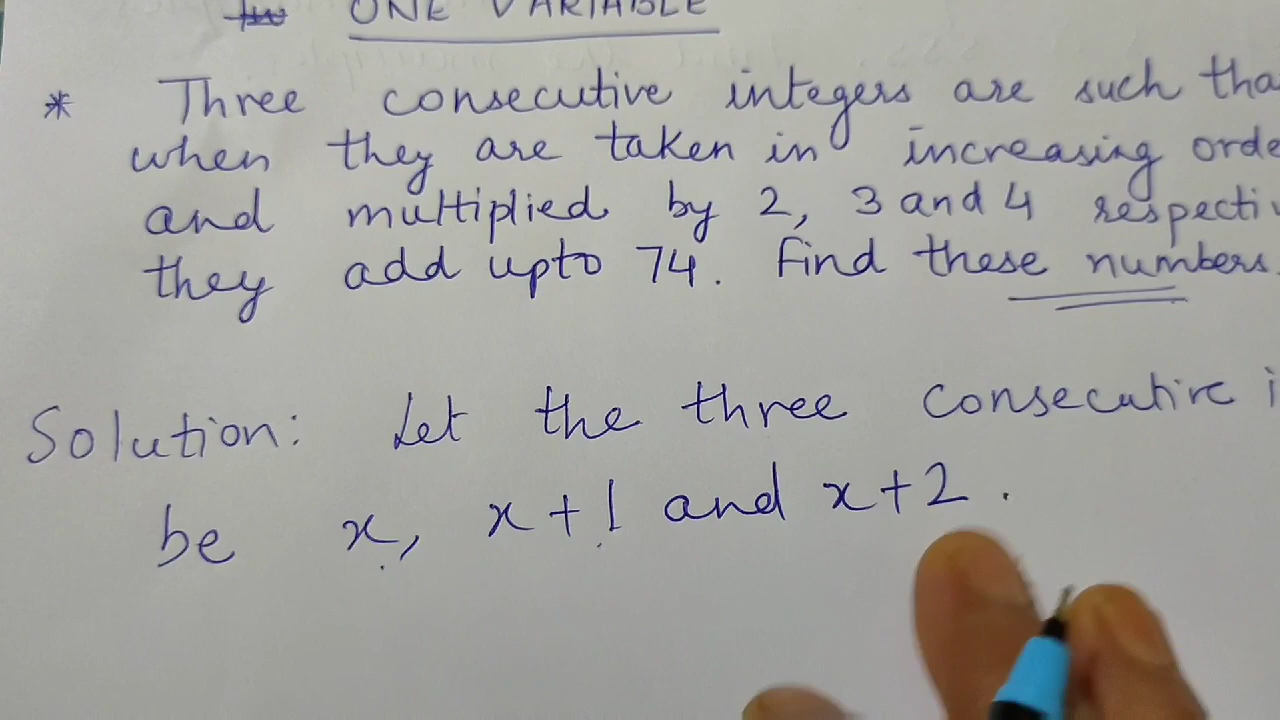 ONE VARIABLE
* Three consecutive integers are such tha
when they are taken in increasing orde
and multiplied by 2, 3 and 4 respecti
they add upto 74. Find these numbers.
Solution: Let the three consecutive i
be x, x+1 and x+2.